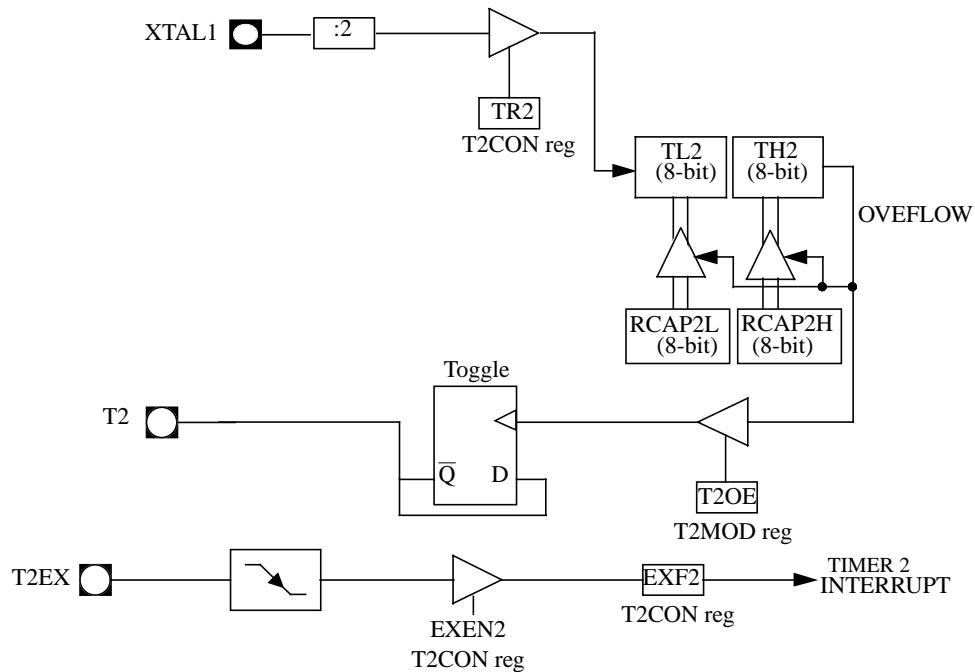 XTAL1
:2
TR2
T2CON reg
TL2
(8-bit)
TH2
(8-bit)
OVEFLOW
RCAP2L
(8-bit)
RCAP2H
(8-bit)
Toggle
T2
Q̅ D
T2OE
T2MOD reg
T2EX
EXEN2
T2CON reg
EXF2
T2CON reg
TIMER 2
INTERRUPT